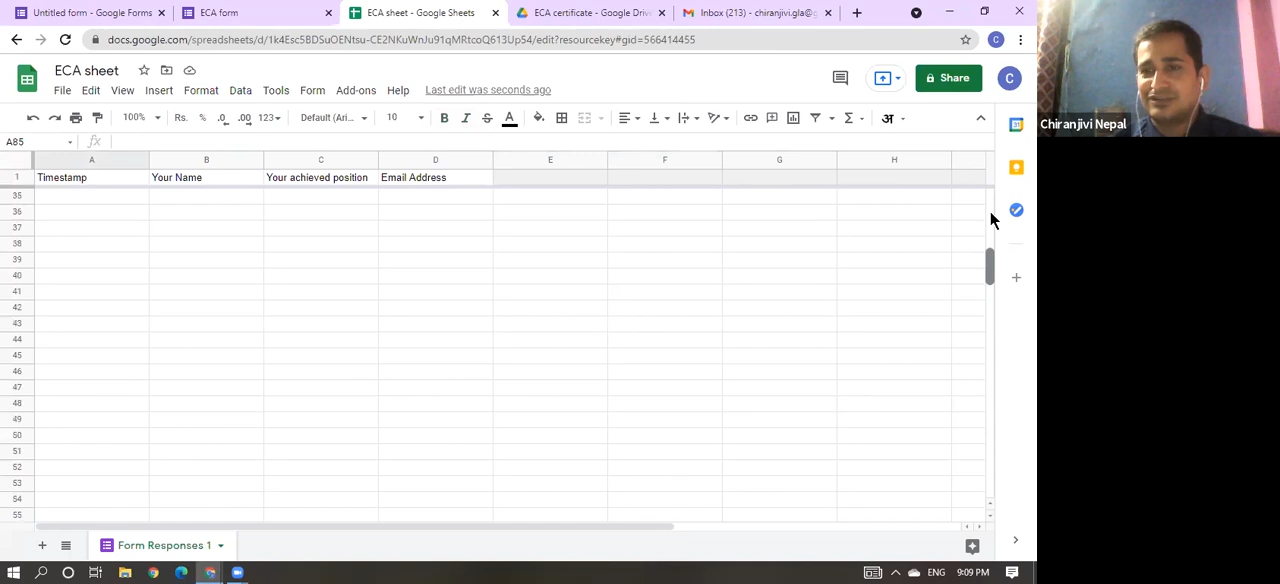 Untitled form - Google Forms
ECA form
ECA sheet - Google Sheets
ECA certificate - Google Driv
Inbox (213) - chiranjivi.gla@g
docs.google.com/spreadsheets/d/1k4Esc5BDSuOENtsu-CE2NKuWnJu91qMRtcoQ613Up54/edit?resourcekey#gid=566414455
C
ECA sheet
Share
C
File Edit View Insert Format Data Tools Form Add-ons Help Last edit was seconds ago
100% Rs. % .0 .00 123 Default (Ari... 10 B I S A Σ अ
A85 fx
A B C D E F G H
1 Timestamp Your Name Your achieved position Email Address
35
36
37
38
39
40
41
42
43
44
45
46
47
48
49
50
51
52
53
54
55
Form Responses 1
ENG 9:09 PM
Chiranjivi Nepal